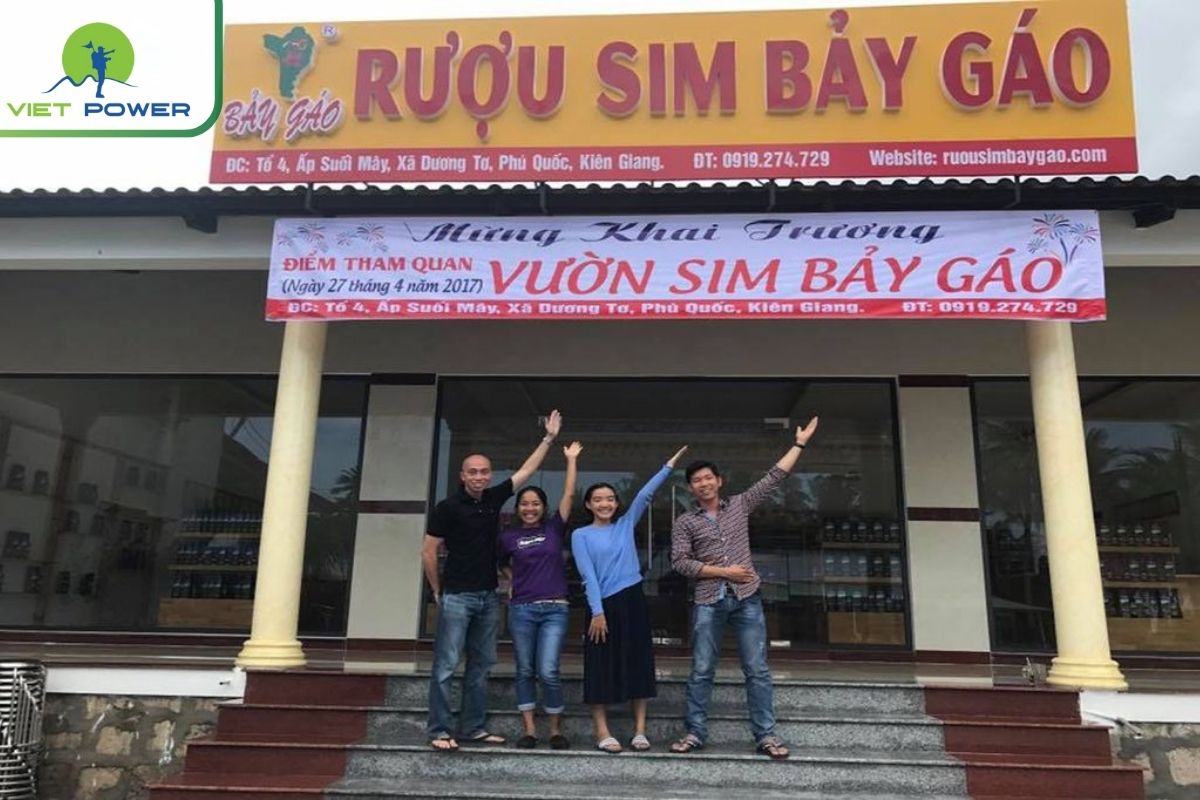 VIET POWER
BẢY GÁO ®
RƯỢU SIM BẢY GÁO
ĐC: Tổ 4, Ấp Suối Mây, Xã Dương Tơ, Phú Quốc, Kiên Giang. ĐT: 0919.274.729 Website: ruousimbaygao.com
Mừng Khai Trương
ĐIỂM THAM QUAN
(Ngày 27 tháng 4 năm 2017)
VƯỜN SIM BẢY GÁO
ĐC: Tổ 4, Ấp Suối Mây, Xã Dương Tơ, Phú Quốc, Kiên Giang. ĐT: 0919.274.729